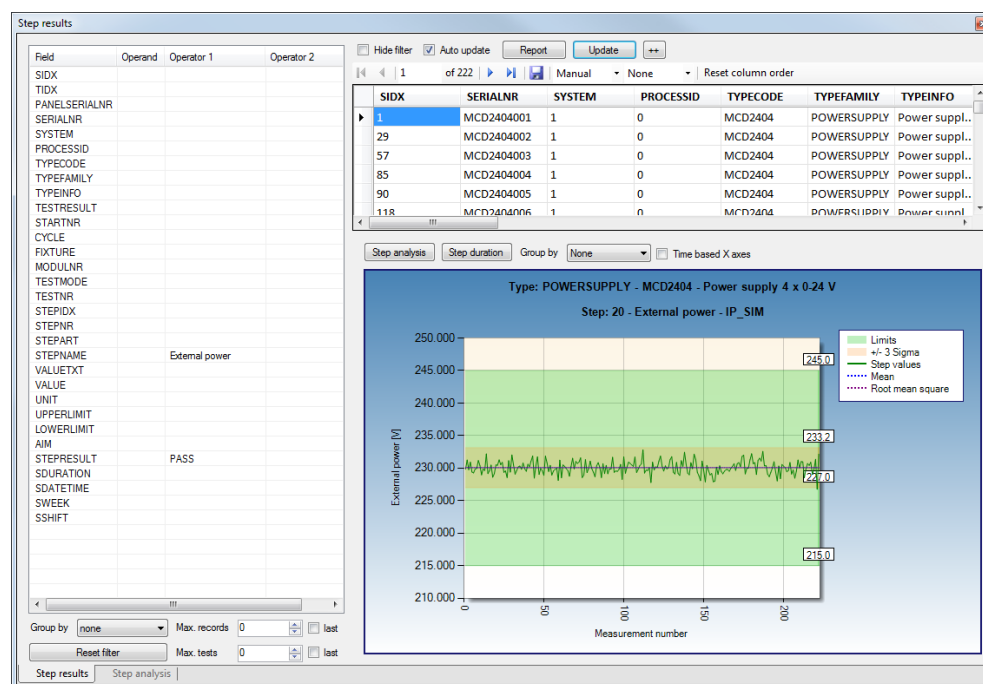 Step results
Field Operand Operator 1 Operator 2
SIDX
TIDX
PANELSERIALNR
SERIALNR
SYSTEM
PROCESSID
TYPECODE
TYPEFAMILY
TYPEINFO
TESTRESULT
STARTNR
CYCLE
FIXTURE
MODULNR
TESTMODE
TESTNR
STEPIDX
STEPNR
STEPART
STEPNAME External power
VALUETXT
VALUE
UNIT
UPPERLIMIT
LOWERLIMIT
AIM
STEPRESULT PASS
SDURATION
SDATETIME
SWEEK
SSHIFT
Group by none Max. records 0 last
Reset filter Max. tests 0 last
Step results Step analysis
Hide filter Auto update Report Update ++
1 of 222 Manual None Reset column order
SIDX SERIALNR SYSTEM PROCESSID TYPECODE TYPEFAMILY TYPEINFO
1 MCD2404001 1 0 MCD2404 POWERSUPPLY Power suppl..
29 MCD2404002 1 0 MCD2404 POWERSUPPLY Power suppl..
57 MCD2404003 1 0 MCD2404 POWERSUPPLY Power suppl..
85 MCD2404004 1 0 MCD2404 POWERSUPPLY Power suppl..
90 MCD2404005 1 0 MCD2404 POWERSUPPLY Power suppl..
118 MCD2404006 1 0 MCD2404 POWERSUPPLY Power suppl..
Step analysis Step duration Group by None Time based X axes
Type: POWERSUPPLY - MCD2404 - Power supply 4 x 0-24 V
Step: 20 - External power - IP_SIM
250.000
245.000
240.000
235.000
230.000
225.000
220.000
215.000
210.000
External power [V]
245.0
233.2
227.0
215.0
0 50 100 150 200
Measurement number
Limits
+/- 3 Sigma
Step values
Mean
Root mean square